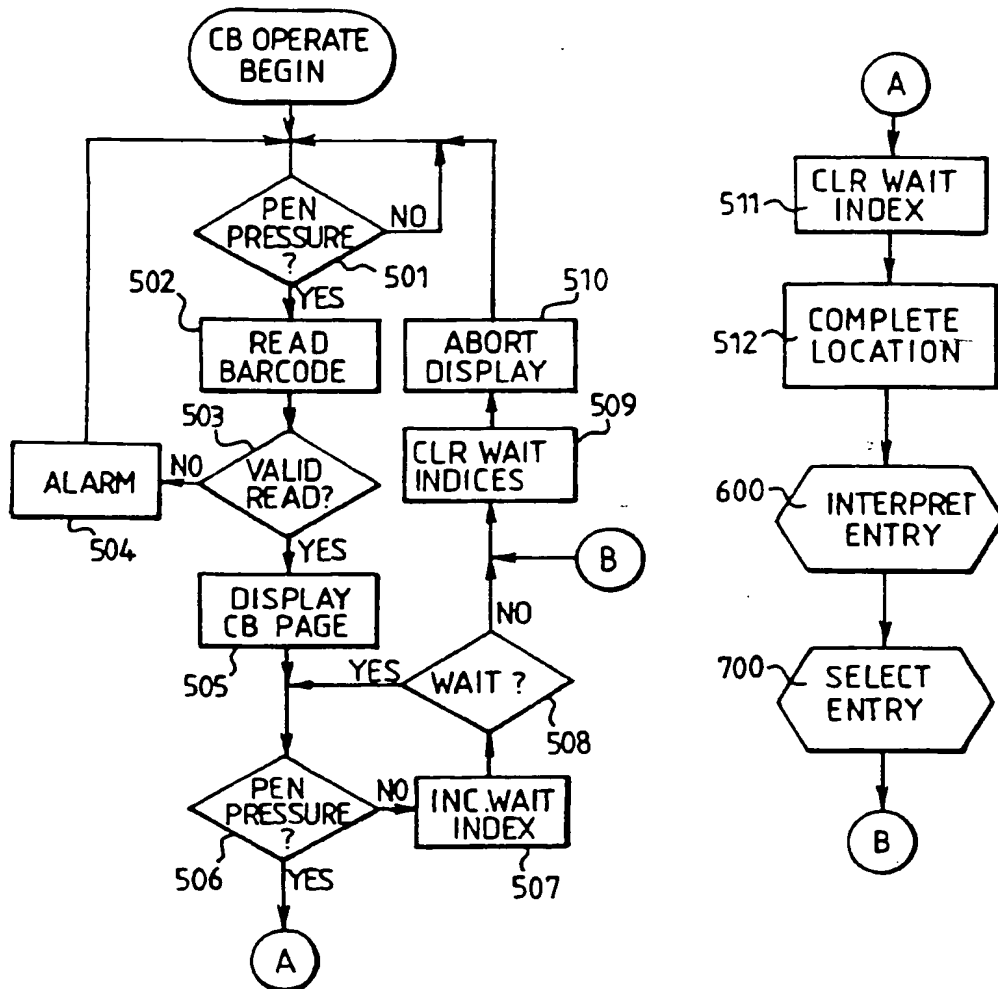 CB OPERATE
BEGIN
PEN
PRESSURE
?
NO
501
YES
502
READ
BARCODE
503
VALID
READ?
NO
ALARM
504
YES
DISPLAY
CB PAGE
505
PEN
PRESSURE
?
NO
506
YES
A
INC.WAIT
INDEX
507
WAIT ?
YES
508
NO
B
CLR WAIT
INDICES
509
ABORT
DISPLAY
510
A
CLR WAIT
INDEX
511
COMPLETE
LOCATION
512
INTERPRET
ENTRY
600
SELECT
ENTRY
700
B